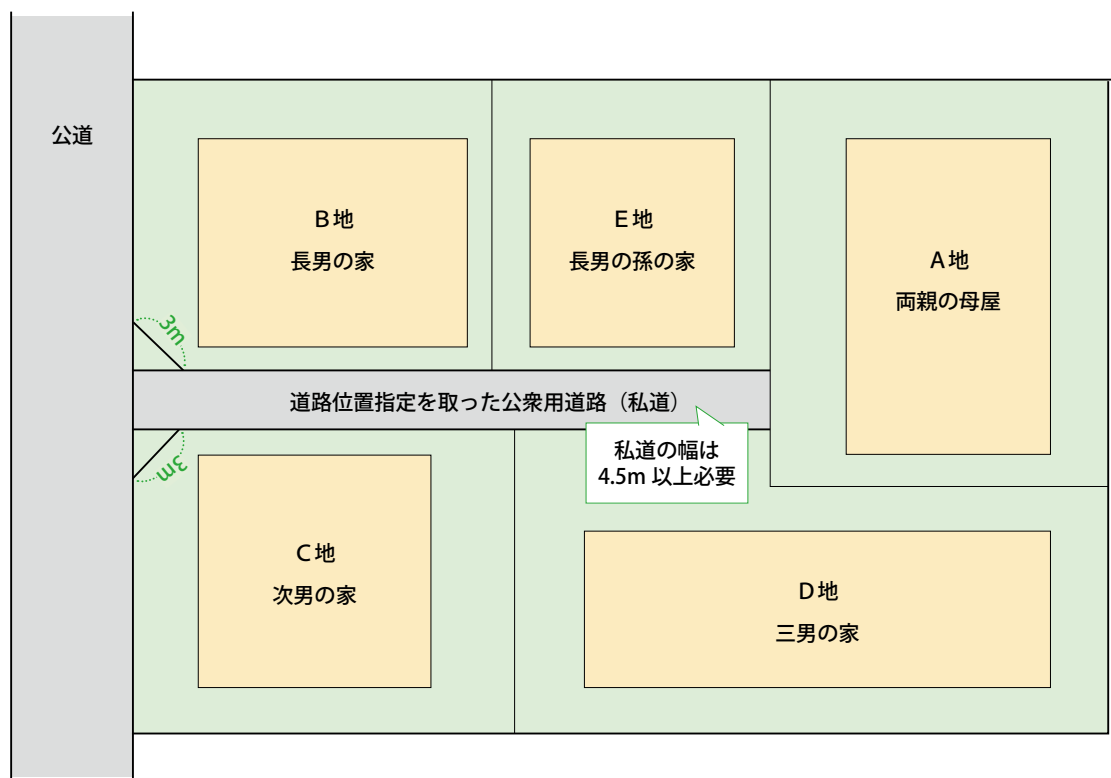 公道
B地
長男の家
E地
長男の孫の家
A地
両親の母屋
3m
道路位置指定を取った公衆用道路（私道）
私道の幅は
4.5m 以上必要
3m
C地
次男の家
D地
三男の家